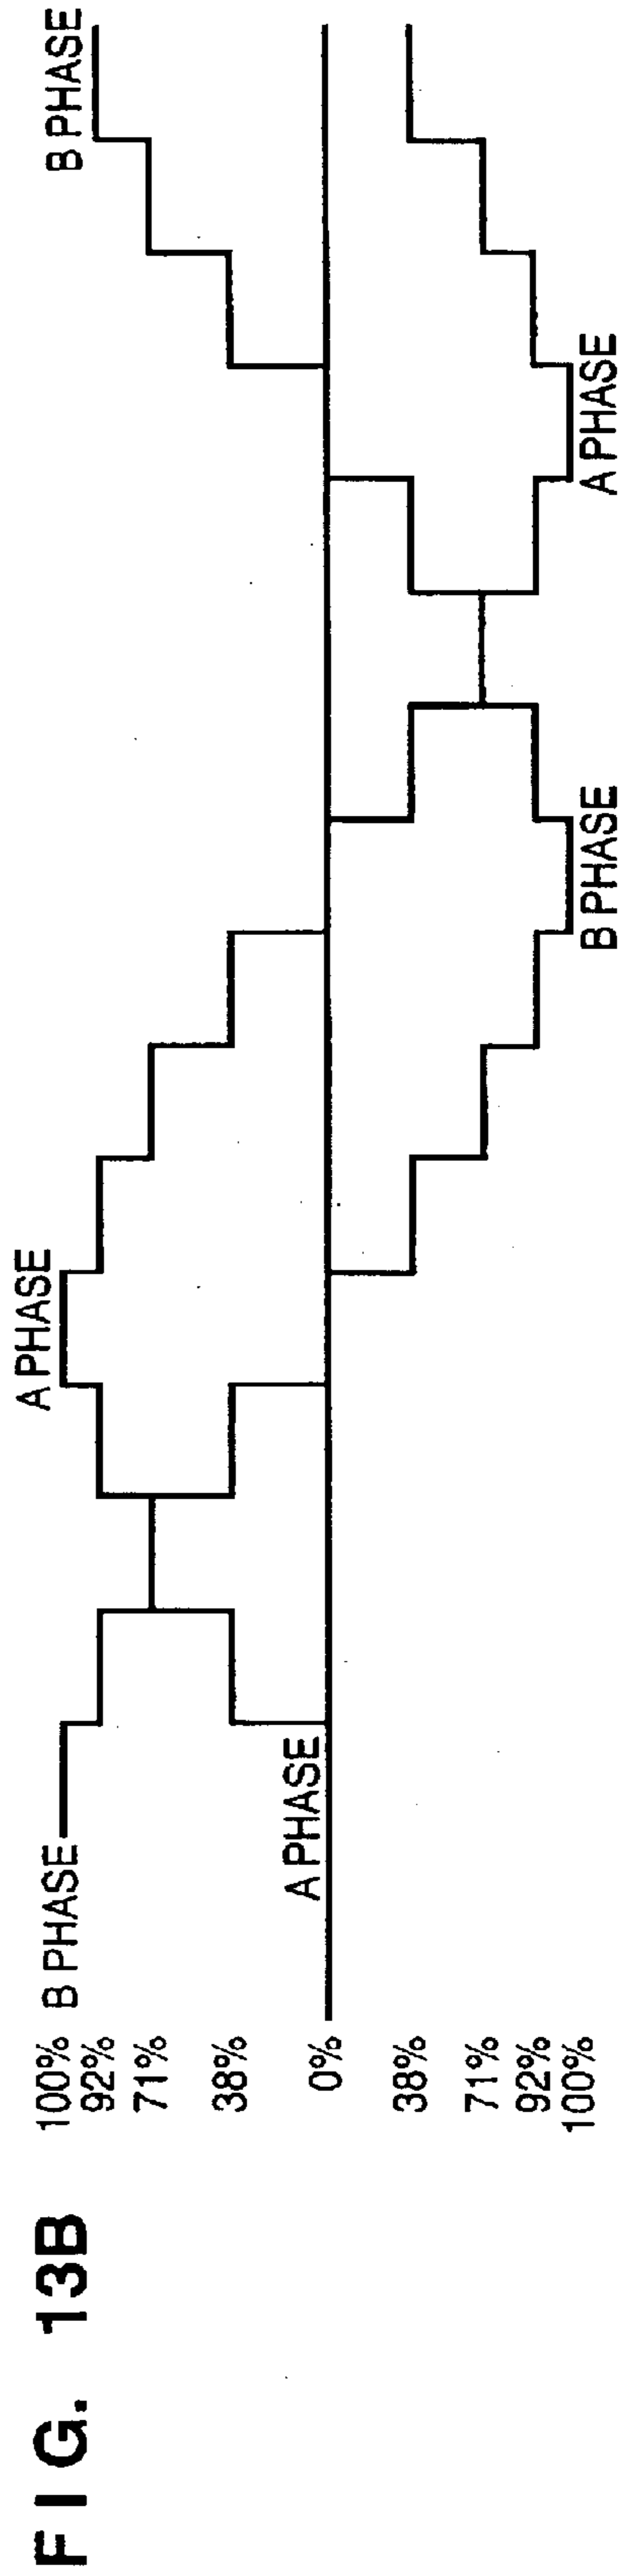 FIG. 13B
100%
92%
71%
38%
0%
38%
71%
92%
100%
B PHASE
A PHASE
A PHASE
B PHASE
A PHASE
B PHASE